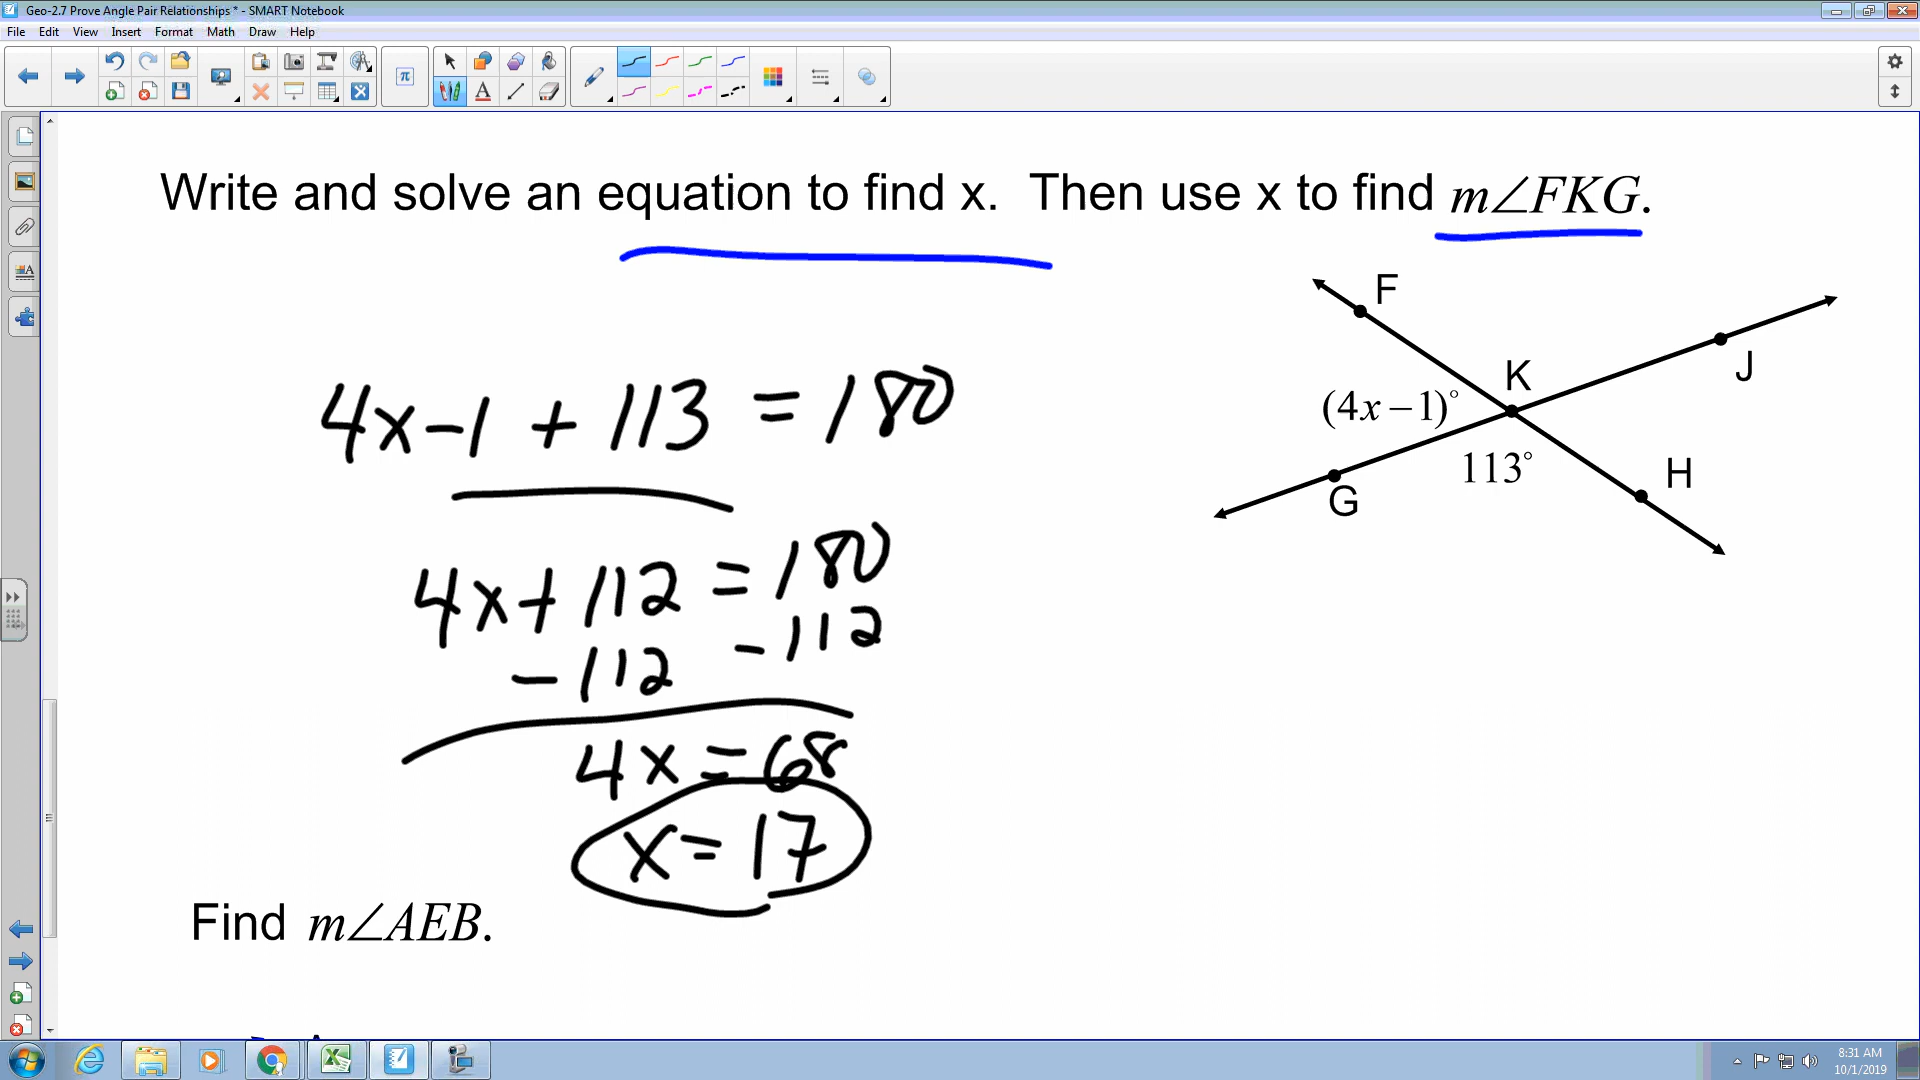 Geo-2.7 Prove Angle Pair Relationships * - SMART Notebook
File Edit View Insert Format Math Draw Help
Write and solve an equation to find x. Then use x to find m∠FKG.
F
J
K
(4x−1)°
113°
H
G
4x-1 + 113 = 180
4x+112 = 180
-112 -112
4x = 68
x = 17
Find m∠AEB.
8:31 AM
10/1/2019